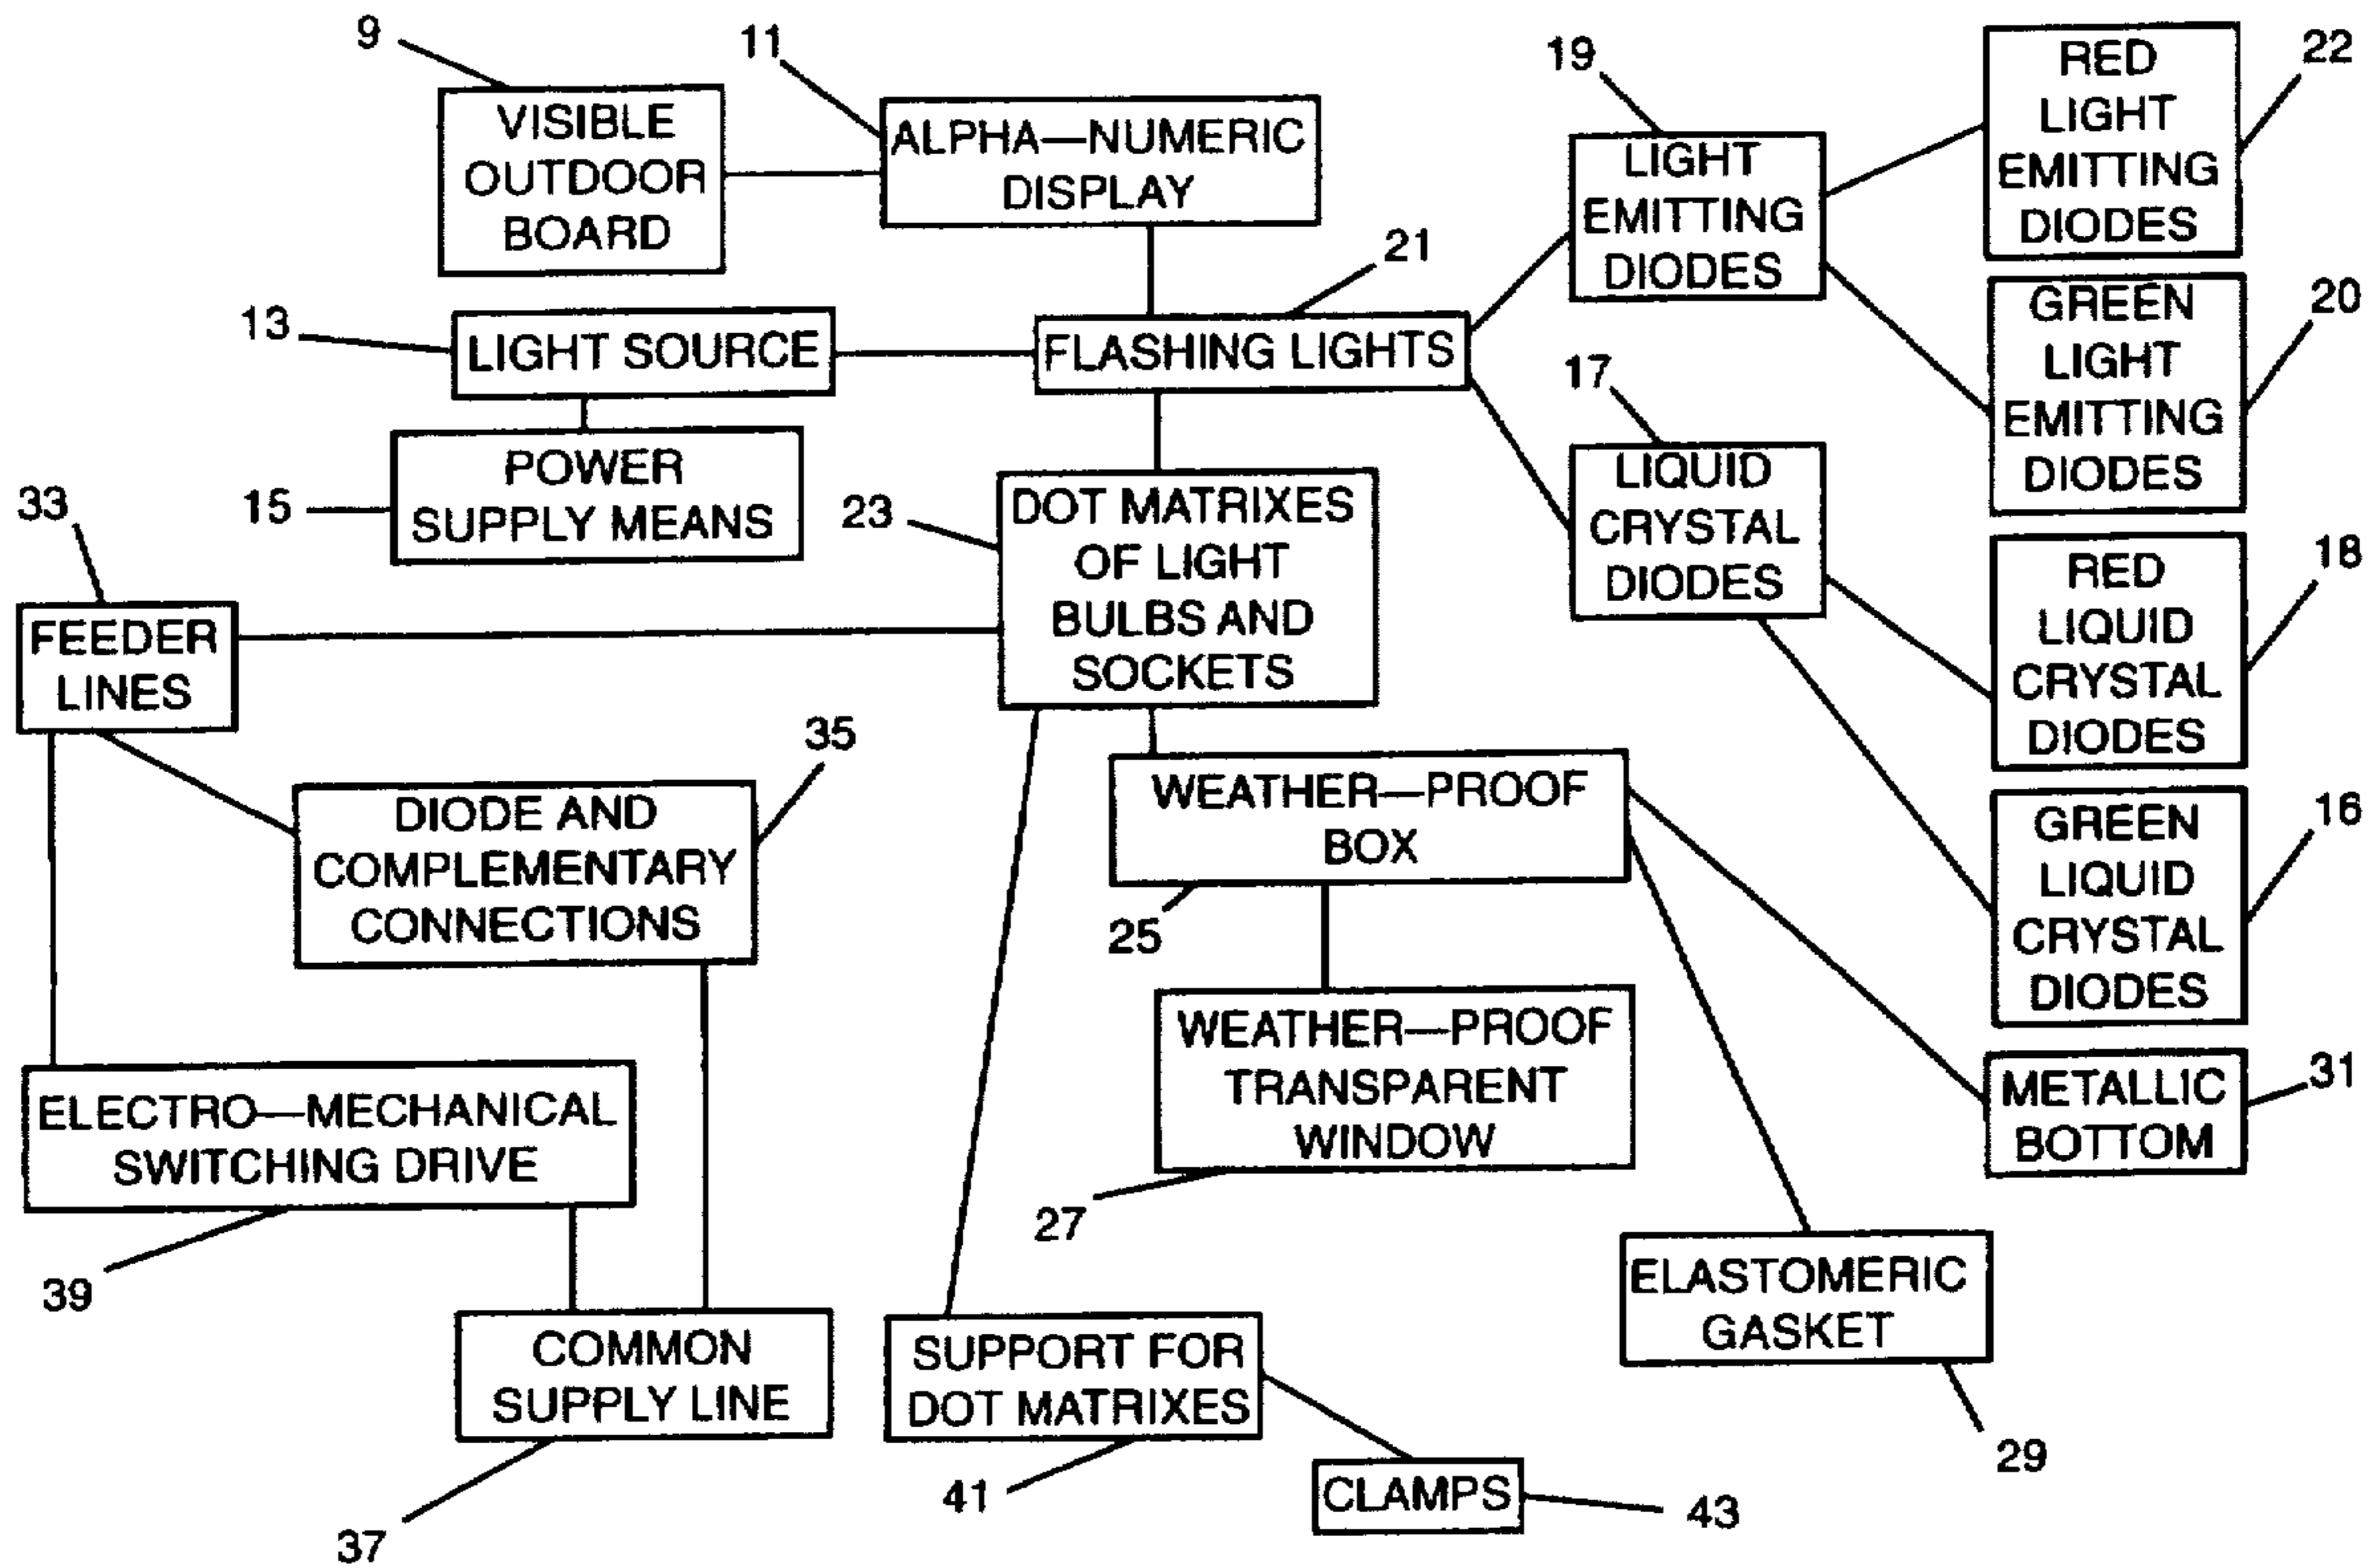 9
VISIBLE
OUTDOOR
BOARD
11
ALPHA—NUMERIC
DISPLAY
19
LIGHT
EMITTING
DIODES
RED
LIGHT
EMITTING
DIODES
22
13
LIGHT SOURCE
21
FLASHING LIGHTS
GREEN
LIGHT
EMITTING
DIODES
20
15
POWER
SUPPLY MEANS
17
LIQUID
CRYSTAL
DIODES
23
DOT MATRIXES
OF LIGHT
BULBS AND
SOCKETS
RED
LIQUID
CRYSTAL
DIODES
18
33
FEEDER
LINES
35
DIODE AND
COMPLEMENTARY
CONNECTIONS
WEATHER—PROOF
BOX
25
GREEN
LIQUID
CRYSTAL
DIODES
16
WEATHER—PROOF
TRANSPARENT
WINDOW
27
METALLIC
BOTTOM
31
ELECTRO—MECHANICAL
SWITCHING DRIVE
39
ELASTOMERIC
GASKET
29
COMMON
SUPPLY LINE
37
SUPPORT FOR
DOT MATRIXES
41
CLAMPS
43